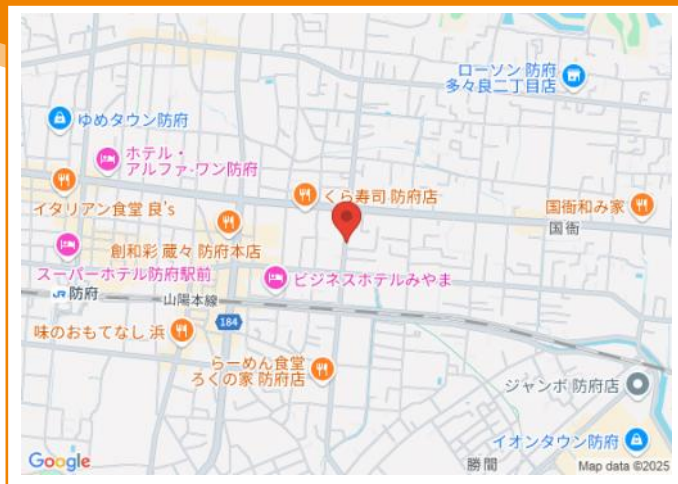 ローソン 防府
多々良二丁目店
ゆめタウン防府
ホテル・
アルファ-ワン防府
イタリアン食堂 良's
くら寿司 防府店
国衙和み家
国衙
創和彩 蔵々 防府本店
スーパーホテル防府駅前
ビジネスホテルみやま
JR 防府
山陽本線
184
味のおもてなし 浜
らーめん食堂
ろくの家 防府店
ジャンボ 防府店
イオンタウン防府
勝間
Google
Map data ©2025